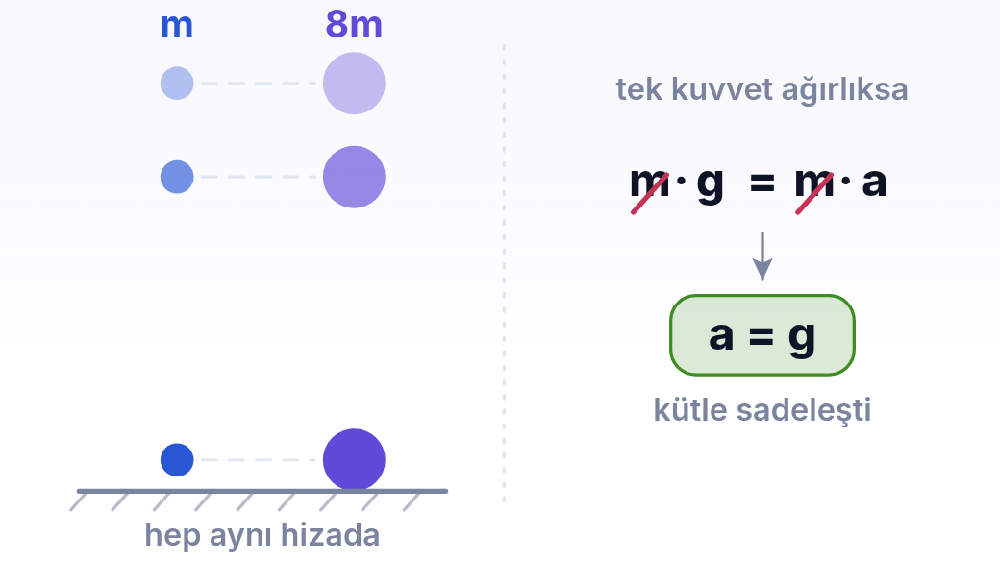 m 8m
hep aynı hizada
tek kuvvet ağırlıksa
m · g = m · a
a = g
kütle sadeleşti